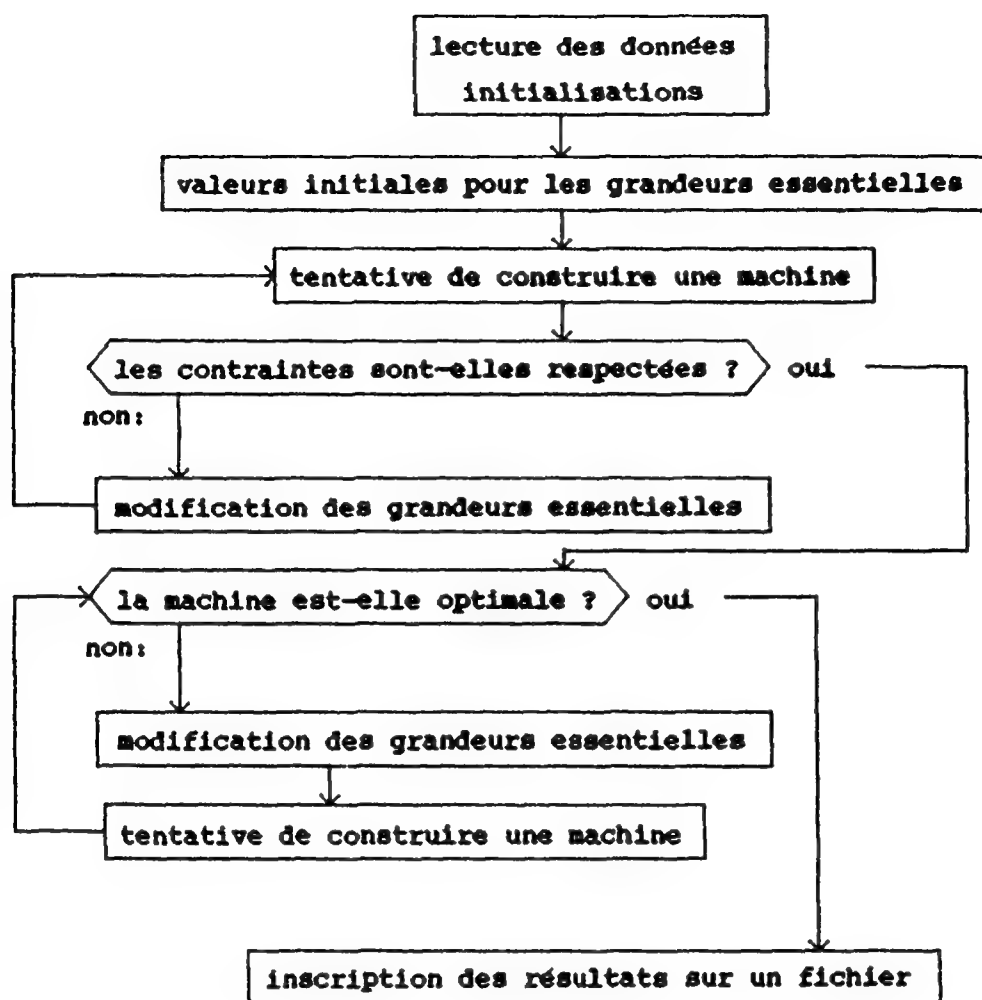 lecture des données
initialisations
valeurs initiales pour les grandeurs essentielles
tentative de construire une machine
les contraintes sont-elles respectées ? oui
non:
modification des grandeurs essentielles
la machine est-elle optimale ? oui
non:
modification des grandeurs essentielles
tentative de construire une machine
inscription des résultats sur un fichier